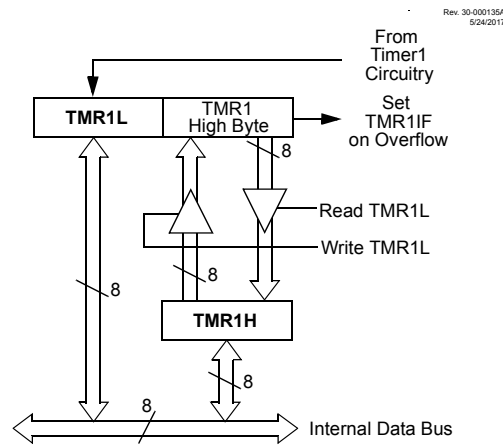 Rev. 30-000135A
5/24/2017
From
Timer1
Circuitry
TMR1L
TMR1
High Byte
Set
TMR1IF
on Overflow
8
Read TMR1L
Write TMR1L
8
8
TMR1H
8
8
Internal Data Bus